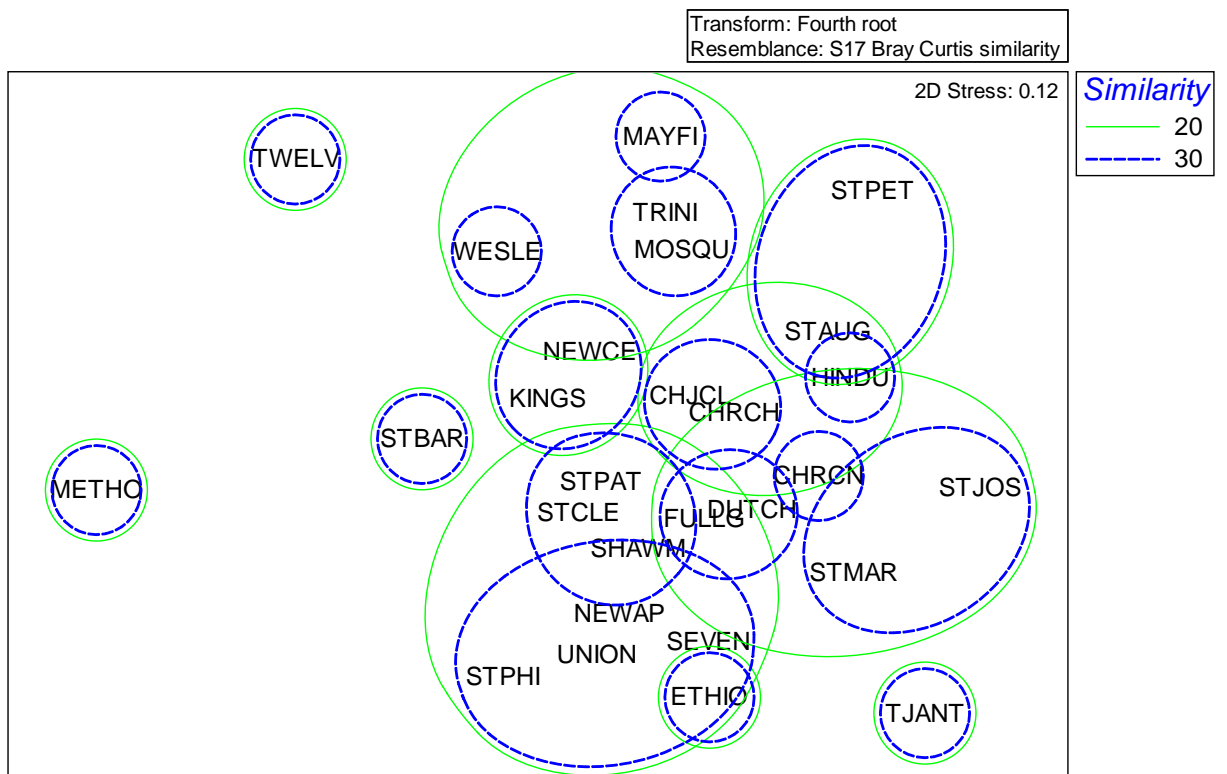 Transform: Fourth root
Resemblance: S17 Bray Curtis similarity
2D Stress: 0.12
Similarity
20
30
MAYFI
TWELV
STPET
TRINI
WESLE
MOSQU
STAUG
NEWCE
HINDU
KINGS
CHJCL
CHRCH
STBAR
STPAT
CHRCN
METHO
STJOS
STCLE
FULLG
DUTCH
SHAWM
STMAR
NEWAP
SEVEN
UNION
STPHI
ETHIO
TJANT